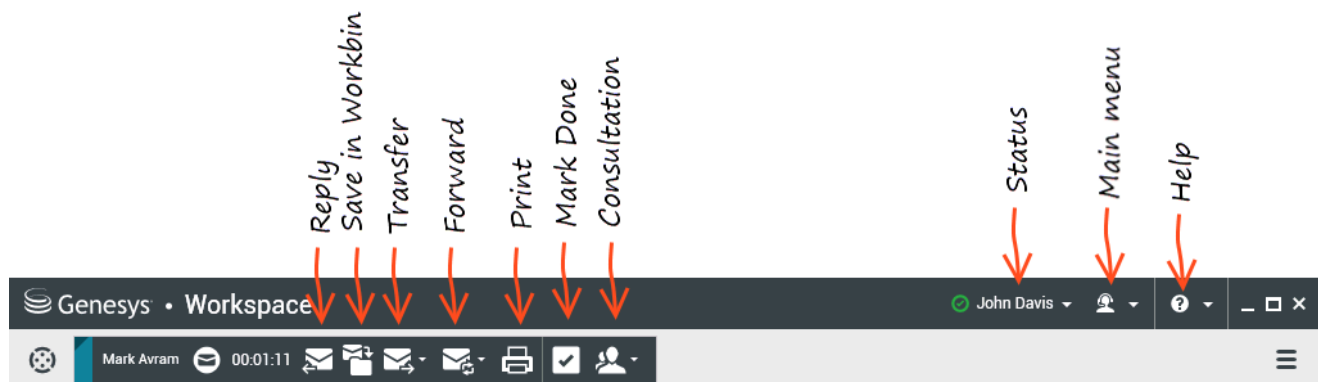 Reply
Save in Workbin
Transfer
Forward
Print
Mark Done
Consultation
Status
Main menu
Help
Genesys • Workspace
John Davis
?
Mark Avram
00:01:11